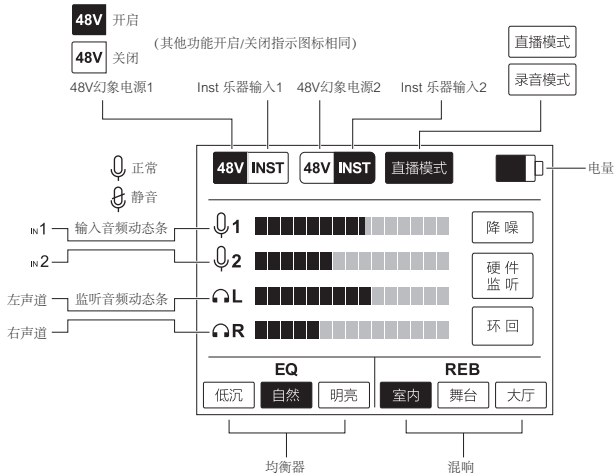 48V 开启
(其他功能开启/关闭指示图标相同)
48V 关闭
直播模式
录音模式
48V幻象电源1 Inst 乐器输入1 48V幻象电源2 Inst 乐器输入2
正常
静音
48V INST 48V INST 直播模式
电量
IN 1 输入音频动态条 1
IN 2 2
左声道 监听音频动态条 L
右声道 R
降噪
硬件
监听
环回
EQ REB
低沉 自然 明亮 室内 舞台 大厅
均衡器 混响